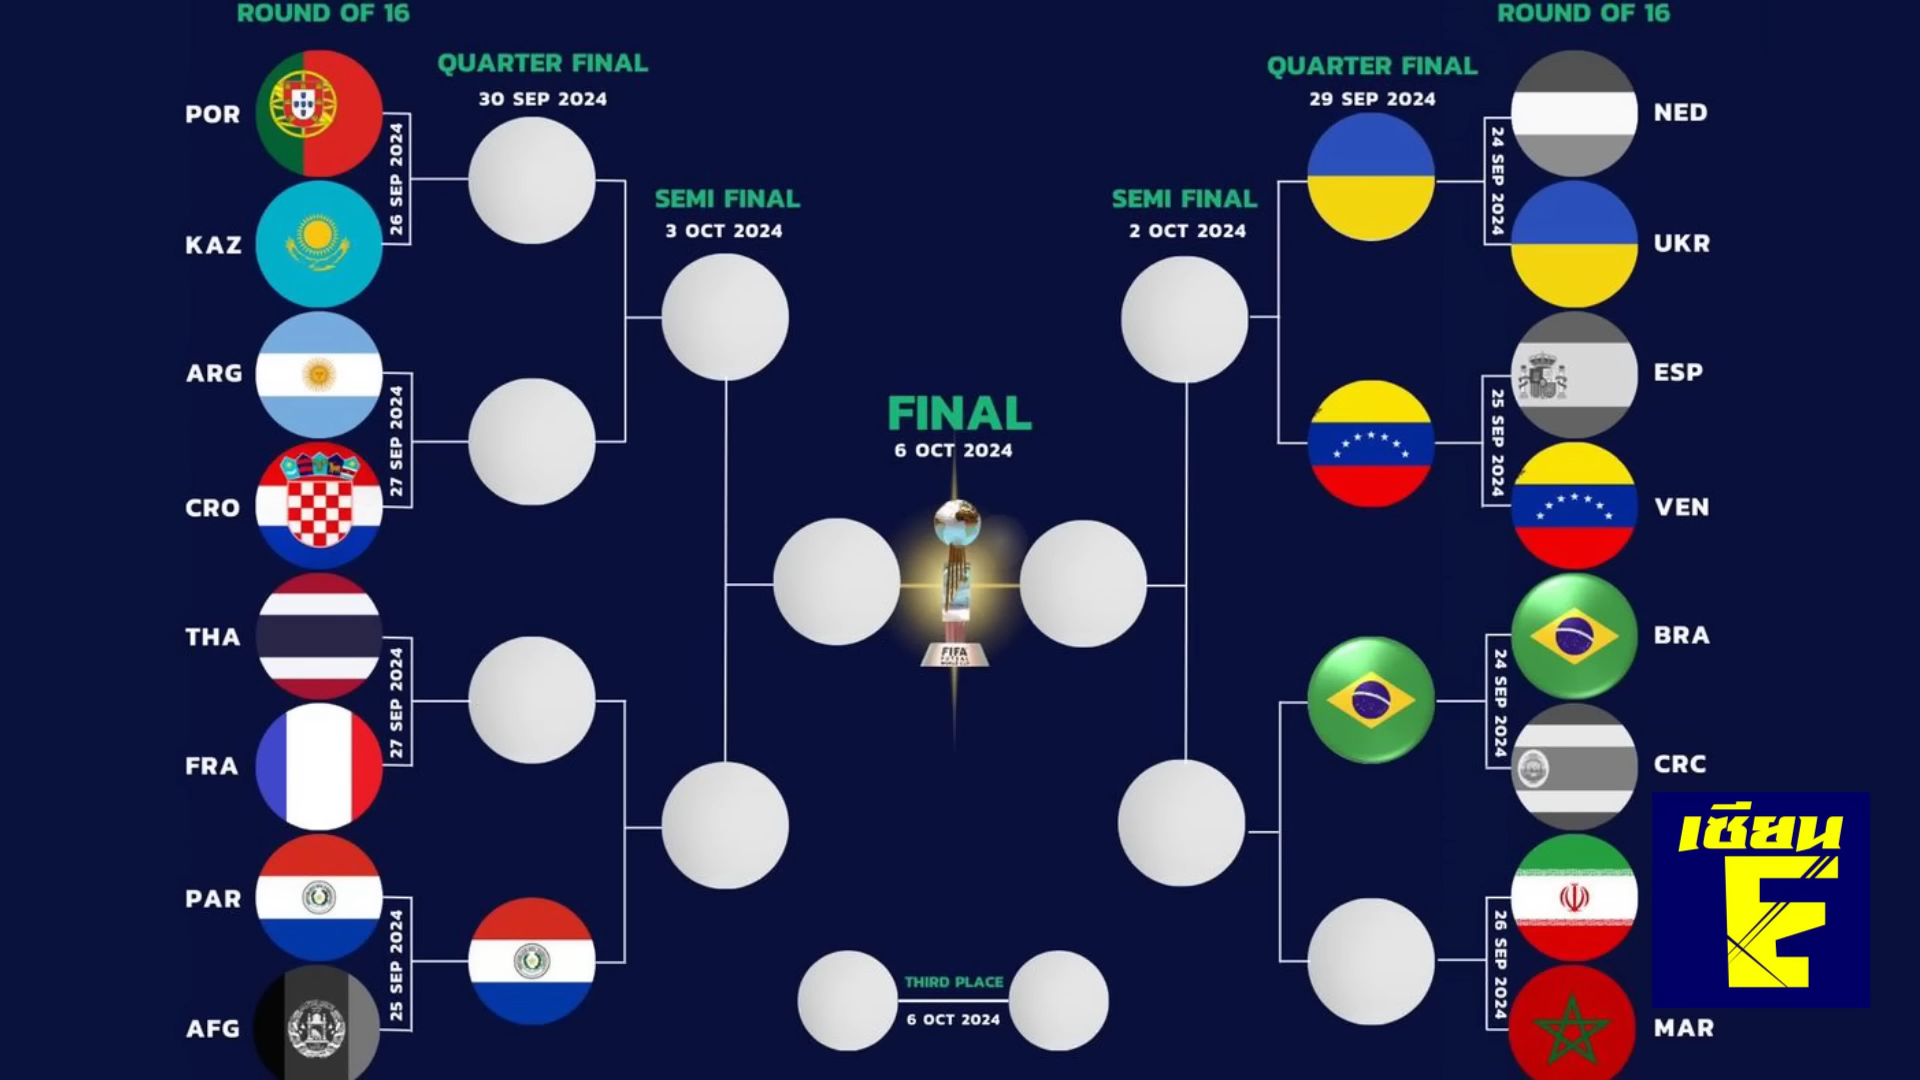 ROUND OF 16
ROUND OF 16
QUARTER FINAL
30 SEP 2024
QUARTER FINAL
29 SEP 2024
POR
26 SEP 2024
KAZ
SEMI FINAL
3 OCT 2024
SEMI FINAL
2 OCT 2024
24 SEP 2024
NED
UKR
ARG
27 SEP 2024
CRO
FINAL
6 OCT 2024
25 SEP 2024
ESP
VEN
THA
27 SEP 2024
FRA
FIFA
FUTSAL
WORLD CUP
24 SEP 2024
BRA
CRC
PAR
25 SEP 2024
AFG
THIRD PLACE
6 OCT 2024
26 SEP 2024
MAR
เซียน
E